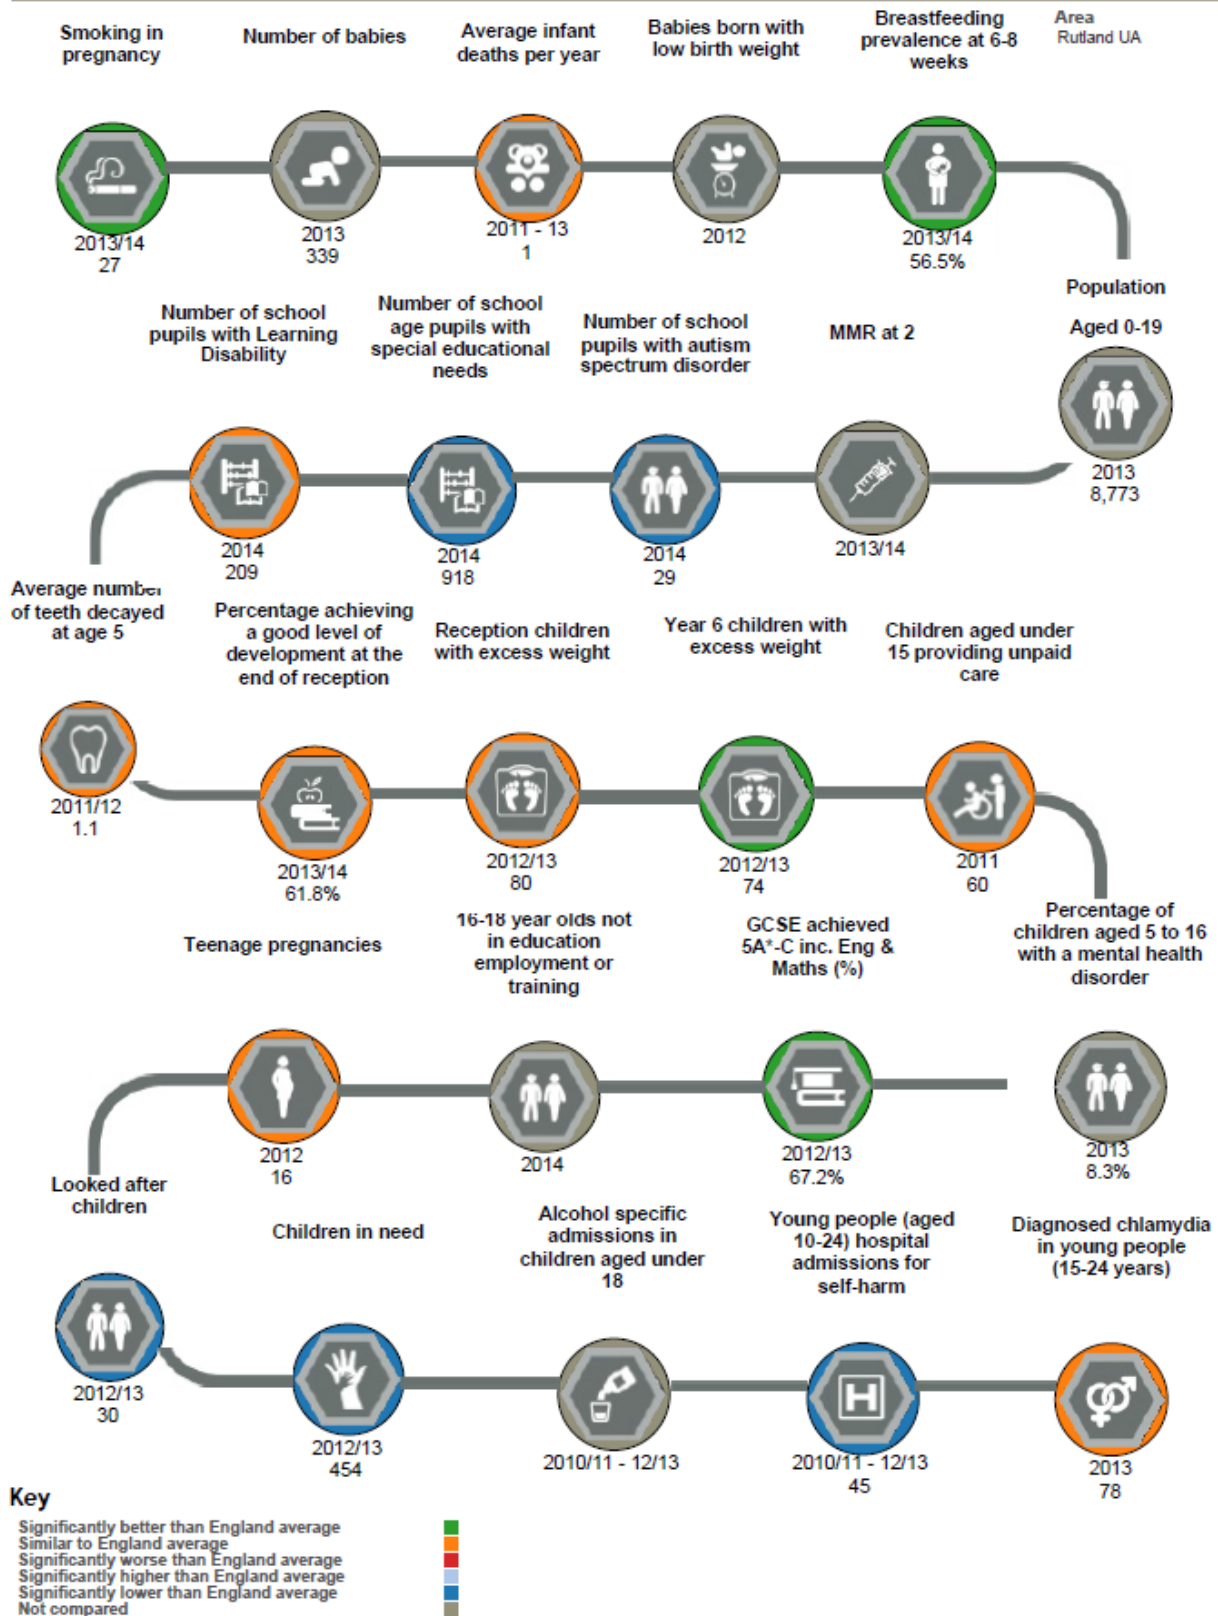 Smoking in
pregnancy
Number of babies
Average infant
deaths per year
Babies born with
low birth weight
Breastfeeding
prevalence at 6-8
weeks
Area
Rutland UA
2013/14
27
2013
339
2011 - 13
1
2012
2013/14
56.5%
Population
Aged 0-19
2013
8,773
Number of school
pupils with Learning
Disability
Number of school
age pupils with
special educational
needs
Number of school
pupils with autism
spectrum disorder
MMR at 2
2014
209
2014
918
2014
29
2013/14
Average number
of teeth decayed
at age 5
Percentage achieving
a good level of
development at the
end of reception
Reception children
with excess weight
Year 6 children with
excess weight
Children aged under
15 providing unpaid
care
2011/12
1.1
2013/14
61.8%
2012/13
80
2012/13
74
2011
60
Teenage pregnancies
16-18 year olds not
in education
employment or
training
GCSE achieved
5A*-C inc. Eng &
Maths (%)
Percentage of
children aged 5 to 16
with a mental health
disorder
2012
16
2014
2012/13
67.2%
2013
8.3%
Looked after
children
Children in need
Alcohol specific
admissions in
children aged under
18
Young people (aged
10-24) hospital
admissions for
self-harm
Diagnosed chlamydia
in young people
(15-24 years)
2012/13
30
2012/13
454
2010/11 - 12/13
H
2010/11 - 12/13
45
2013
78
Key
Significantly better than England average
Similar to England average
Significantly worse than England average
Significantly higher than England average
Significantly lower than England average
Not compared